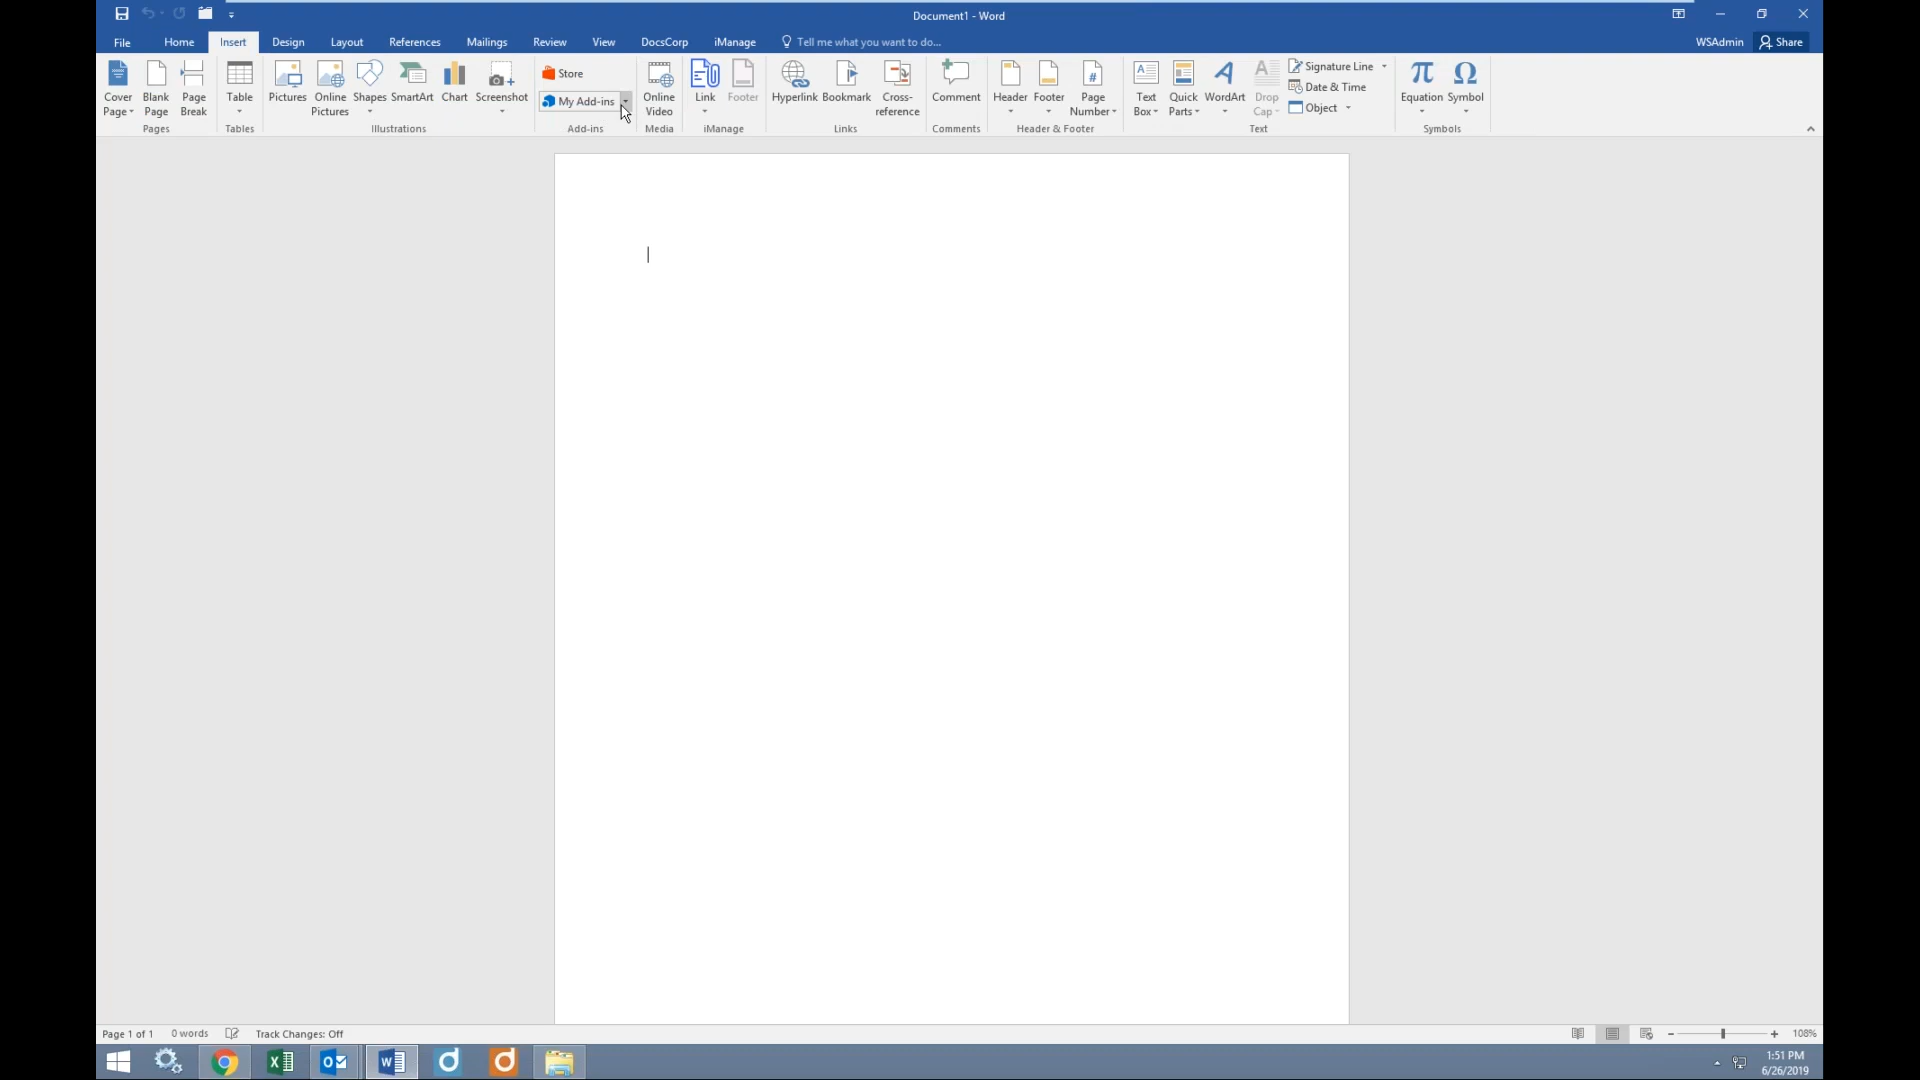 Document1 - Word
File Home Insert Design Layout References Mailings Review View DocsCorp iManage Tell me what you want to do... WSAdmin Share
Cover Page
Blank Page
Page Break
Pages
Table
Tables
Pictures
Online Pictures
Shapes
SmartArt
Chart
Screenshot
Illustrations
Store
My Add-ins
Add-ins
Online Video
Media
Link
Footer
iManage
Hyperlink
Bookmark
Cross-reference
Links
Comment
Comments
Header
Footer
Page Number
Header & Footer
Text Box
Quick Parts
WordArt
Drop Cap
Signature Line
Date & Time
Object
Text
Equation
Symbol
Symbols
Page 1 of 1 0 words Track Changes: Off 108%
1:51 PM
6/26/2019